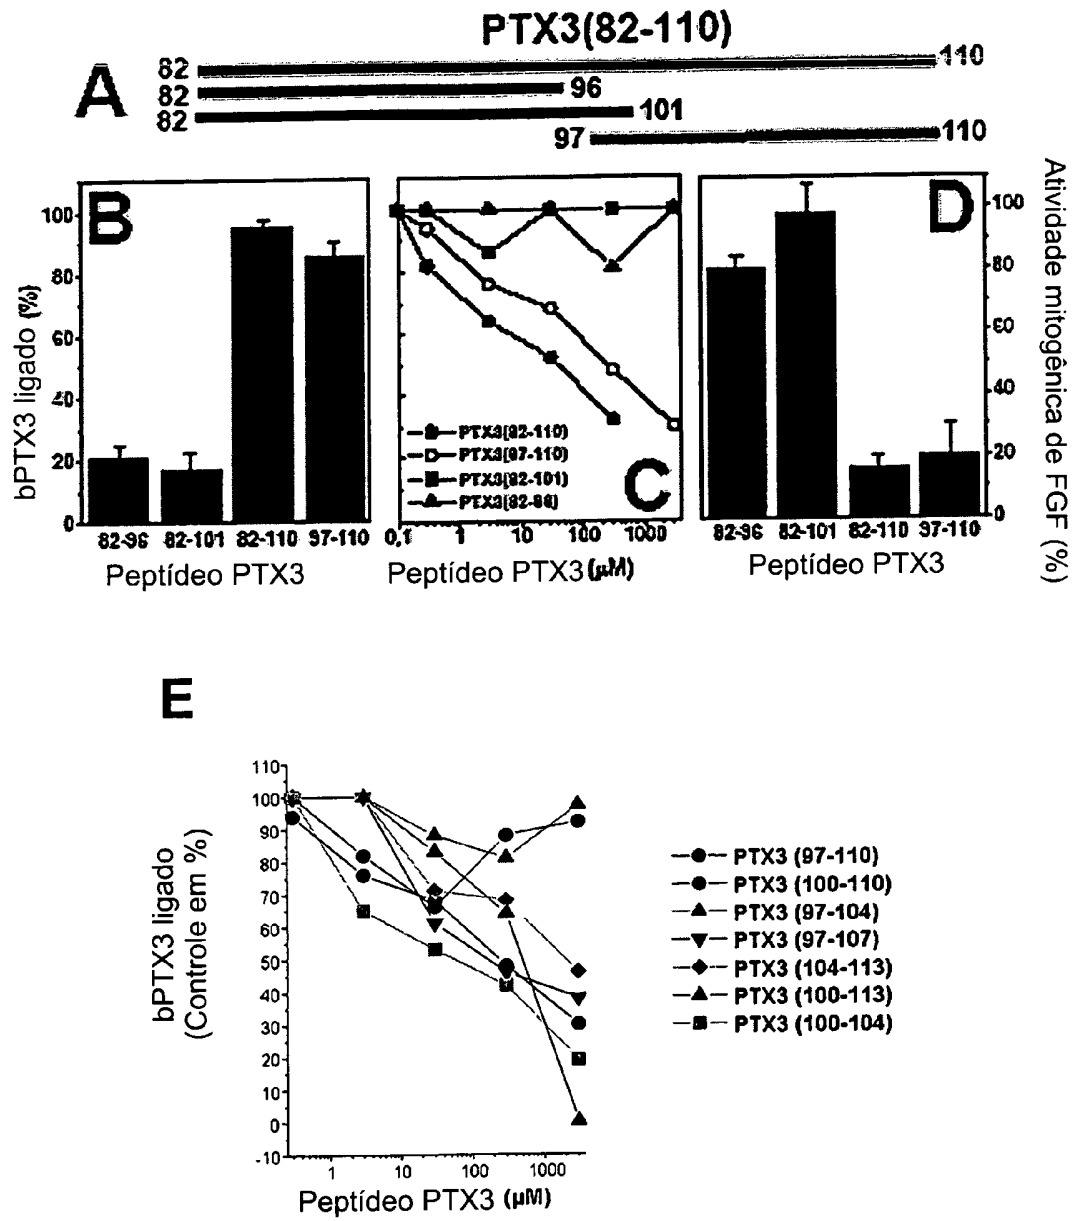 PTX3(82-110)
A
82 110
82 96
82 101
97 110
B
bPTX3 ligado (%)
100
80
60
40
20
0
82-96 82-101 82-110 97-110
Peptídeo PTX3
C
PTX3(82-110)
PTX3(97-110)
PTX3(82-101)
0,1 1 10 100 1000
Peptídeo PTX3 (µM)
D
Atividade mitogênica de FGF (%)
100
80
60
40
20
0
82-96 82-101 82-110 97-110
Peptídeo PTX3
E
bPTX3 ligado
(Controle em %)
110
100
90
80
70
60
50
40
30
20
10
0
-10
1 10 100 1000
Peptídeo PTX3 (µM)
PTX3 (97-110)
PTX3 (100-110)
PTX3 (97-104)
PTX3 (97-107)
PTX3 (104-113)
PTX3 (100-113)
PTX3 (100-104)